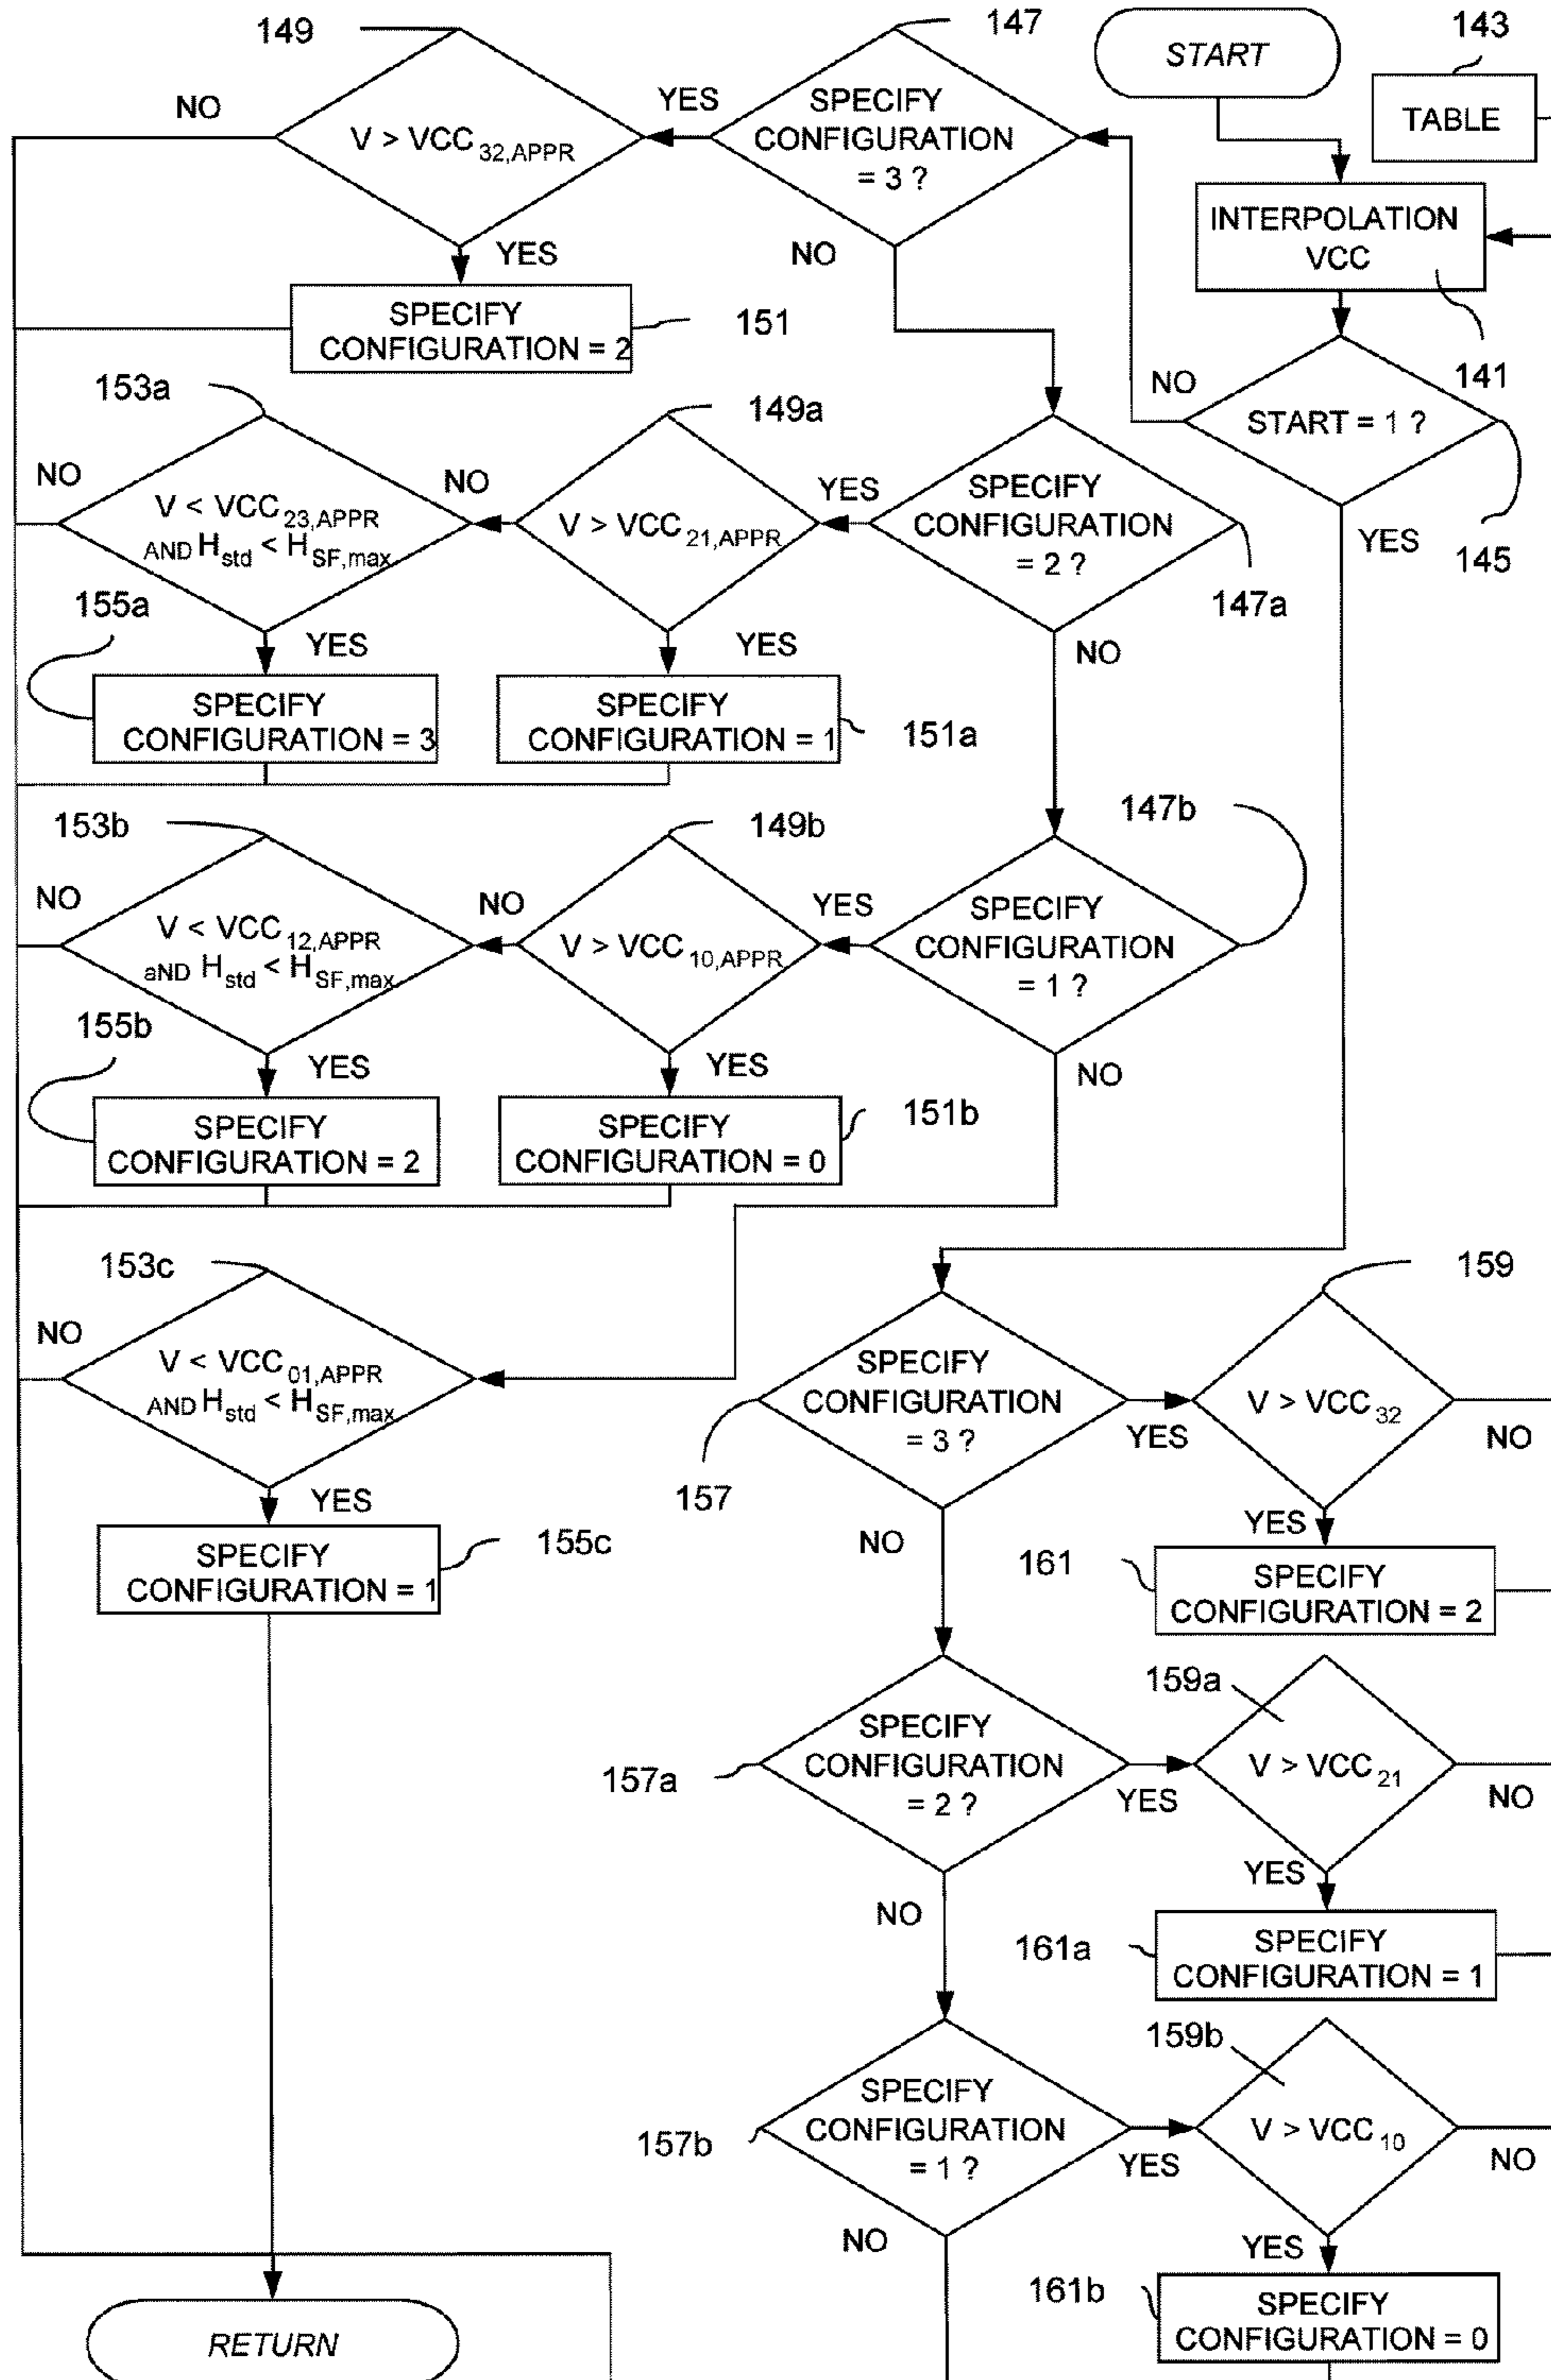 149
147
START
143
TABLE
NO
V > VCC32,APPR
YES
SPECIFY
CONFIGURATION
= 3 ?
INTERPOLATION
VCC
YES
NO
SPECIFY
CONFIGURATION = 2
151
141
NO
START = 1 ?
YES
145
153a
149a
NO
V < VCC23,APPR
AND Hstd < HSF,max
NO
V > VCC21,APPR
YES
SPECIFY
CONFIGURATION
= 2 ?
147a
155a
YES
YES
NO
SPECIFY
CONFIGURATION = 3
SPECIFY
CONFIGURATION = 1
151a
153b
149b
147b
NO
V < VCC12,APPR
aND Hstd < HSF,max
NO
V > VCC10,APPR
YES
SPECIFY
CONFIGURATION
= 1 ?
155b
YES
YES
NO
SPECIFY
CONFIGURATION = 2
SPECIFY
CONFIGURATION = 0
151b
153c
159
NO
V < VCC01,APPR
AND Hstd < HSF,max
SPECIFY
CONFIGURATION
= 3 ?
YES
V > VCC32
NO
157
YES
NO
YES
SPECIFY
CONFIGURATION = 1
155c
161
SPECIFY
CONFIGURATION = 2
159a
157a
SPECIFY
CONFIGURATION
= 2 ?
YES
V > VCC21
NO
NO
YES
161a
SPECIFY
CONFIGURATION = 1
159b
157b
SPECIFY
CONFIGURATION
= 1 ?
YES
V > VCC10
NO
NO
YES
RETURN
161b
SPECIFY
CONFIGURATION = 0